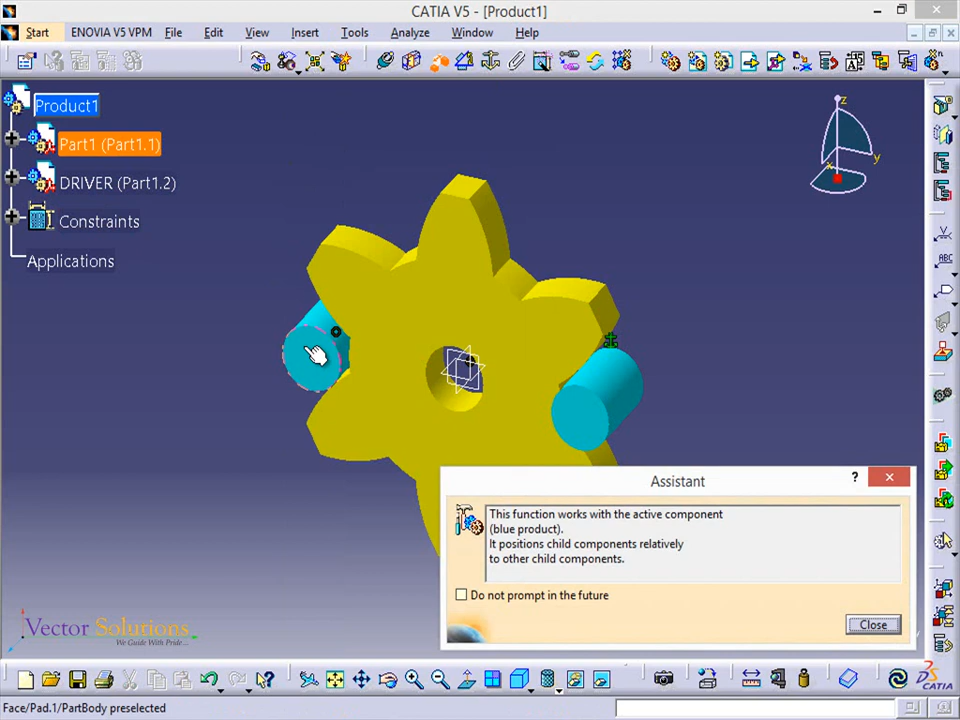 CATIA V5 - [Product1]
Start ENOVIA V5 VPM File Edit View Insert Tools Analyze Window Help
Product1
Part1 (Part1.1)
DRIVER (Part1.2)
Constraints
Applications
z
y
x
ABC
Assistant
?
This function works with the active component
(blue product).
It positions child components relatively
to other child components.
Do not prompt in the future
Close
Vector Solutions
We Guide With Pride...
CATIA
Face/Pad.1/PartBody preselected